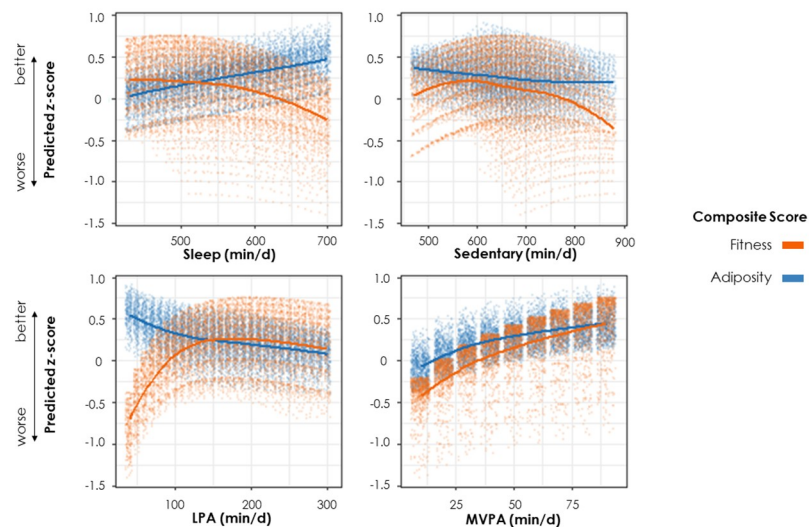 1.0
0.5
0
-0.5
-1.0
-1.5
better
worse
Predicted z-score
500
600
700
Sleep (min/d)
1.0
0.5
0
-0.5
-1.0
-1.5
500
600
700
800
900
Sedentary (min/d)
Composite Score
Fitness
Adiposity
1.0
0.5
0
-0.5
-1.0
-1.5
better
worse
Predicted z-score
100
200
300
LPA (min/d)
1.0
0.5
0
-0.5
-1.0
-1.5
25
50
75
MVPA (min/d)